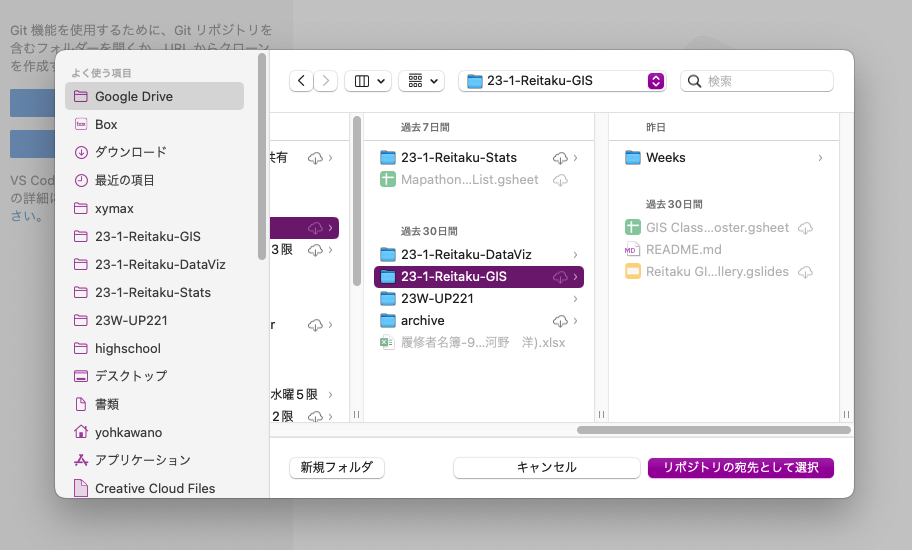 Git 機能を使用するために、Git リポジトリを
含むフォルダーを開くか、URL からクローン
を作成す
VS Cod
の詳細に
さい。
よく使う項目
Google Drive
Box
ダウンロード
最近の項目
xymax
23-1-Reitaku-GIS
23-1-Reitaku-DataViz
23-1-Reitaku-Stats
23W-UP221
highschool
デスクトップ
書類
yohkawano
アプリケーション
Creative Cloud Files
23-1-Reitaku-GIS
検索
共有
3限
r
水曜5限
2限
過去7日間
23-1-Reitaku-Stats
Mapathon...List.gsheet
過去30日間
23-1-Reitaku-DataViz
23-1-Reitaku-GIS
23W-UP221
archive
履修者名簿-9...河野　洋).xlsx
昨日
Weeks
過去30日間
GIS Class...oster.gsheet
MD
README.md
Reitaku GI...llery.gslides
新規フォルダ
キャンセル
リポジトリの宛先として選択